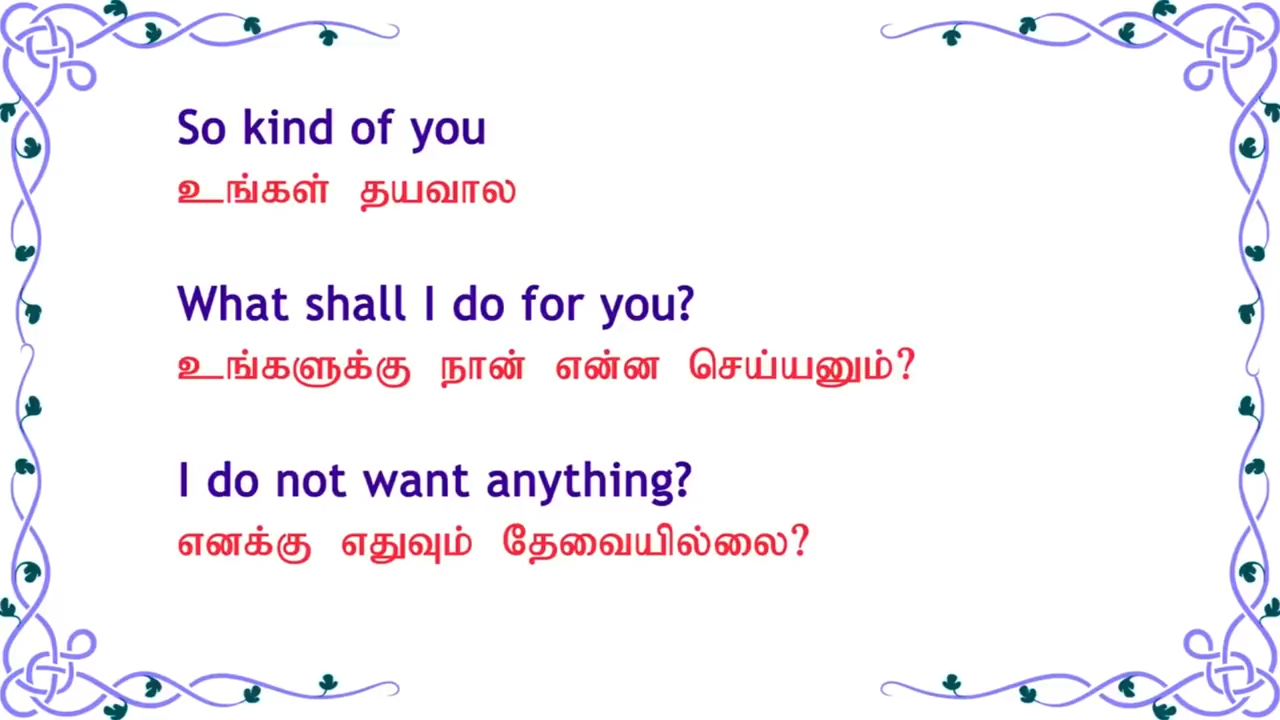 So kind of you
உங்கள் தயவால
What shall I do for you?
உங்களுக்கு நான் என்ன செய்யனும்?
I do not want anything?
எனக்கு எதுவும் தேவையில்லை?